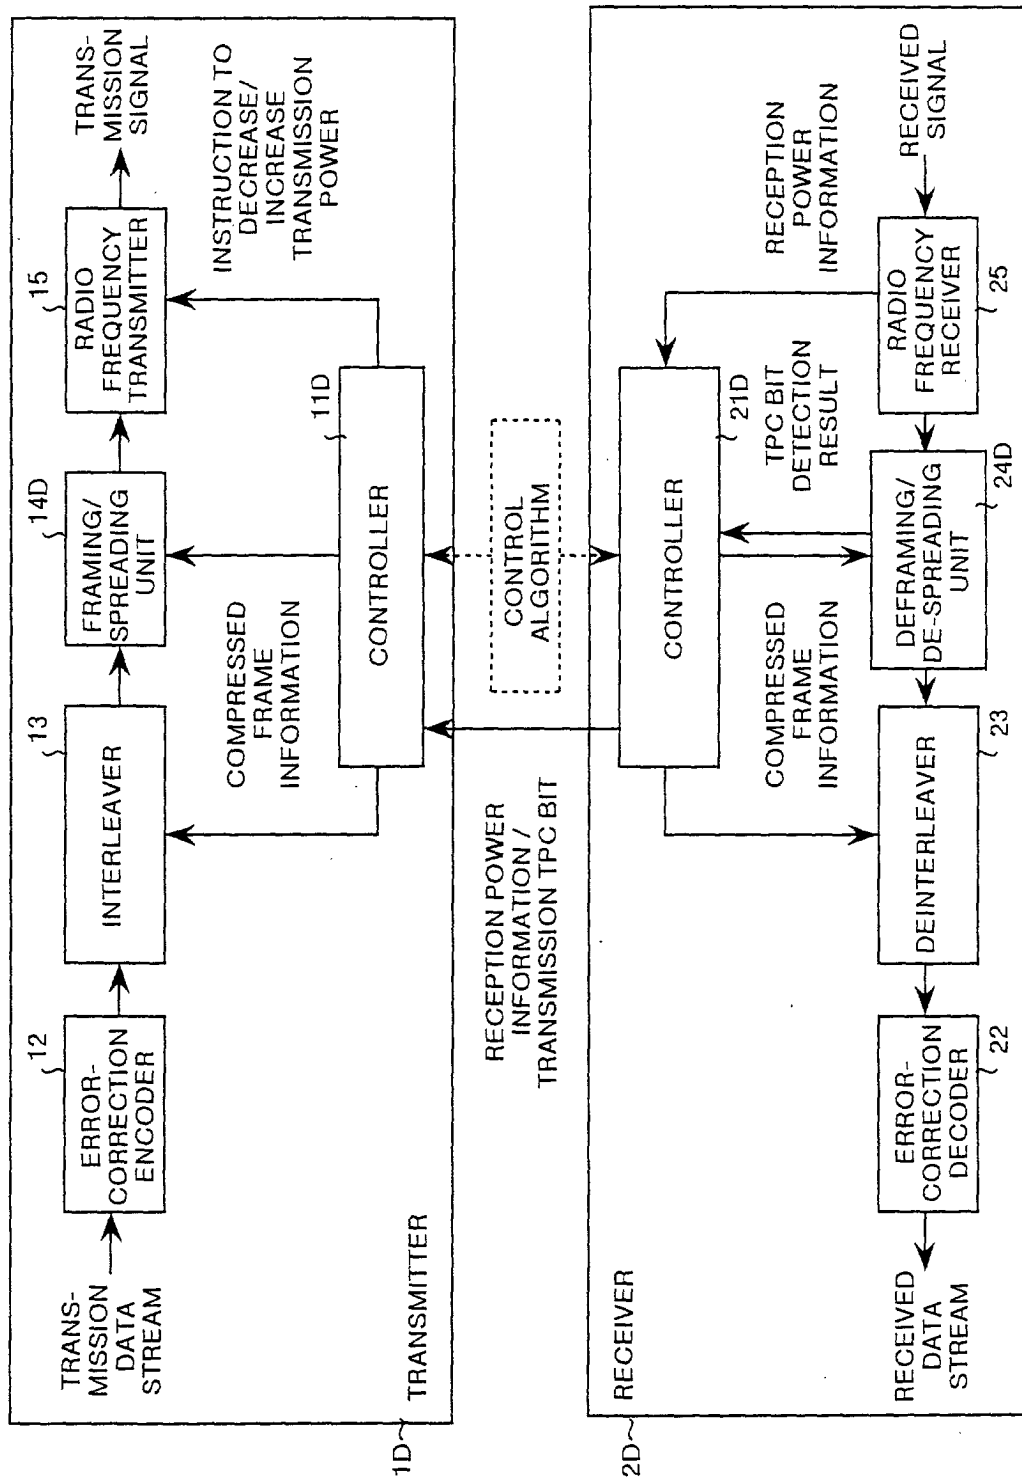 TRANS-
MISSION
DATA
STREAM
12
ERROR-
CORRECTION
ENCODER
13
INTERLEAVER
14D
FRAMING/
SPREADING
UNIT
15
RADIO
FREQUENCY
TRANSMITTER
TRANS-
MISSION
SIGNAL
COMPRESSED
FRAME
INFORMATION
INSTRUCTION TO
DECREASE/
INCREASE
TRANSMISSION
POWER
11D
CONTROLLER
TRANSMITTER
1D
RECEPTION POWER
INFORMATION /
TRANSMISSION TPC BIT
CONTROL
ALGORITHM
2D
RECEIVER
CONTROLLER
21D
RECEPTION
POWER
INFORMATION
COMPRESSED
FRAME
INFORMATION
TPC BIT
DETECTION
RESULT
RECEIVED
DATA
STREAM
ERROR-
CORRECTION
DECODER
22
DEINTERLEAVER
23
DEFRAMING/
DE-SPREADING
UNIT
24D
RADIO
FREQUENCY
RECEIVER
25
RECEIVED
SIGNAL